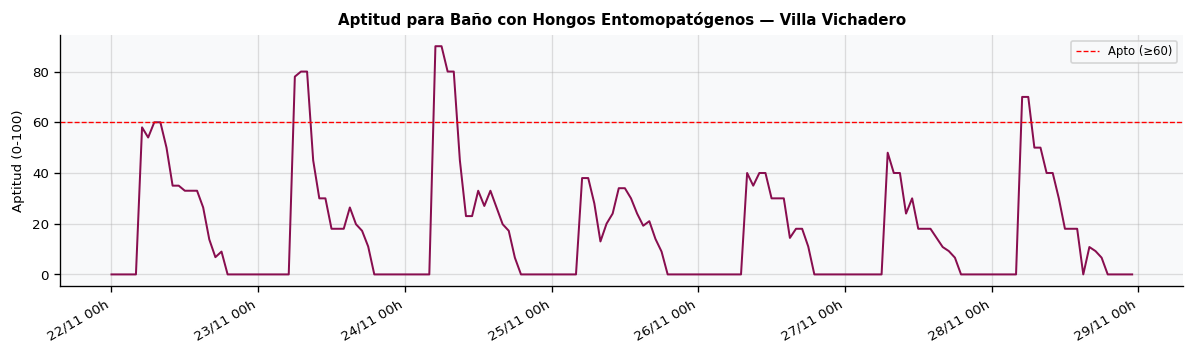 Aptitud para Baño con Hongos Entomopatógenos — Villa Vichadero
Apto (≥60)
Aptitud (0-100)
80
60
40
20
0
22/11 00h
23/11 00h
24/11 00h
25/11 00h
26/11 00h
27/11 00h
28/11 00h
29/11 00h